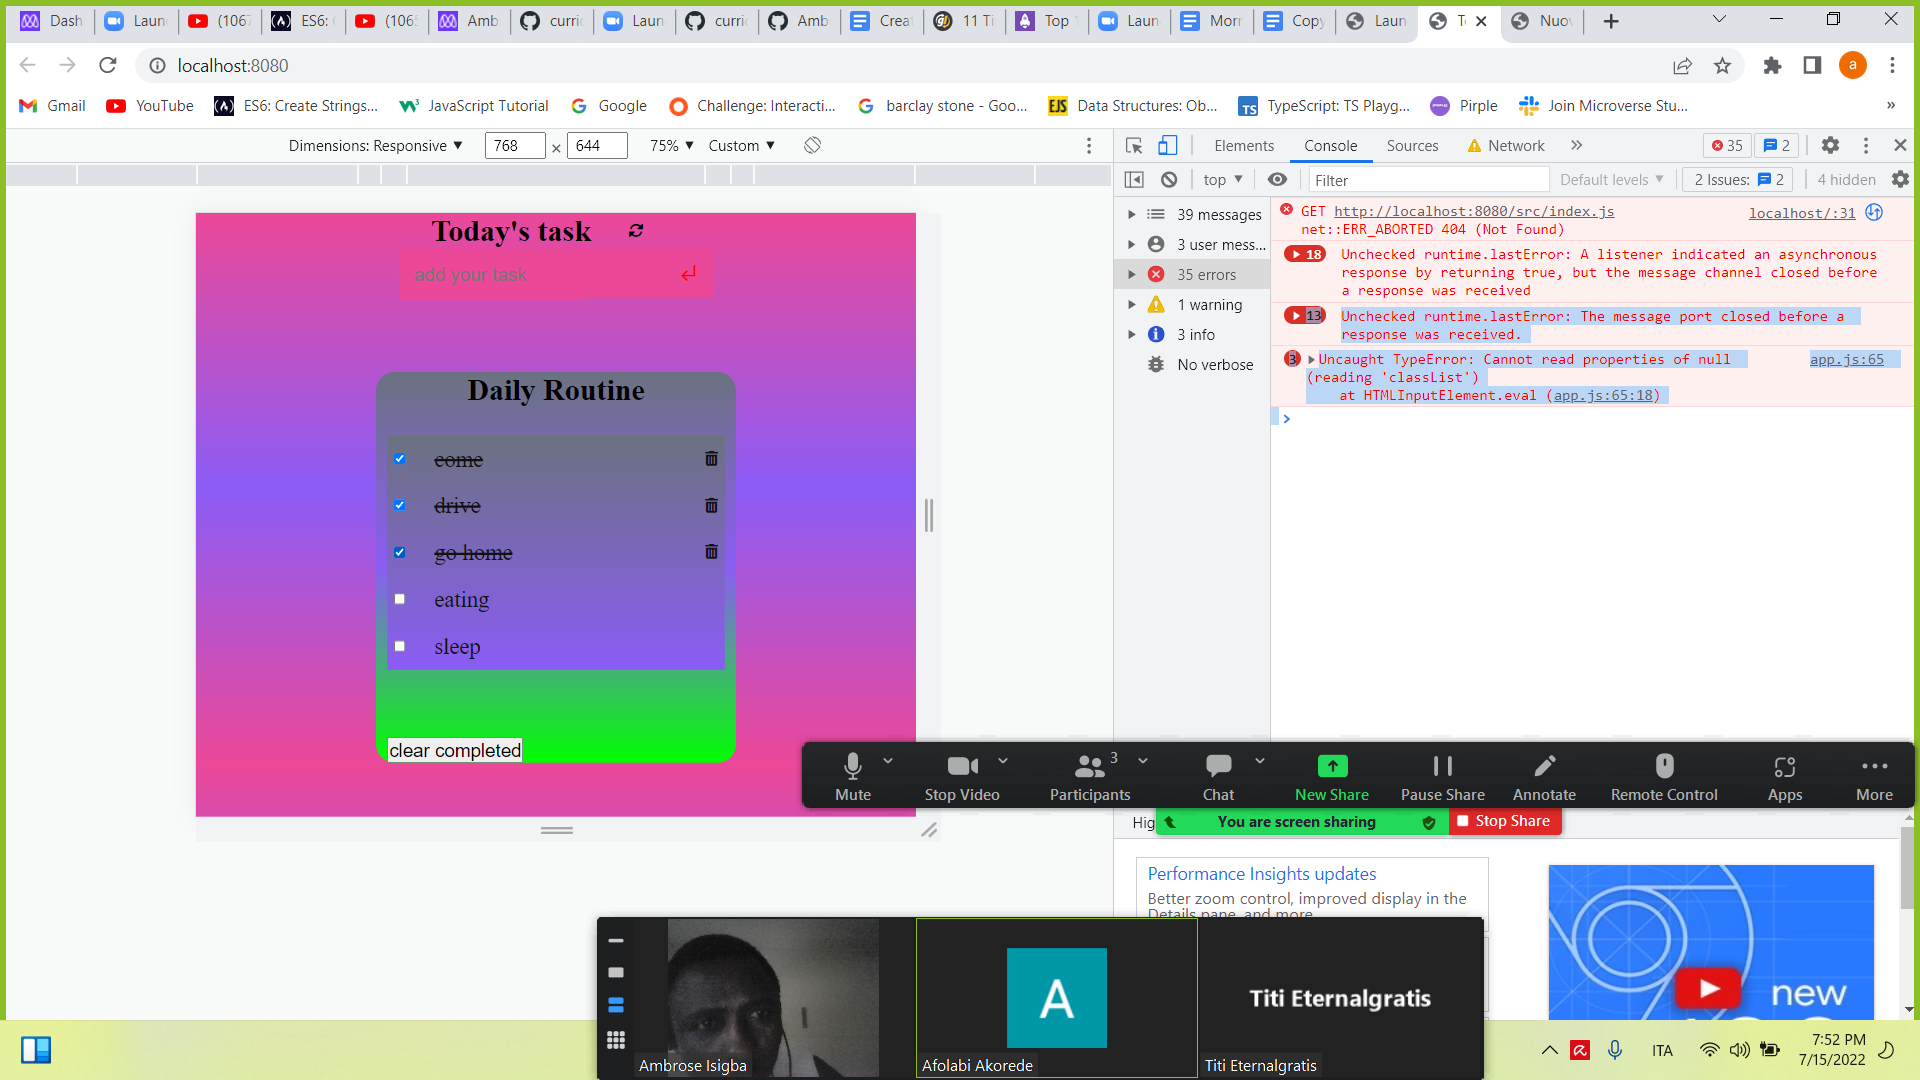 Dash
Laun
(1067
ES6: 
(1065
Amb
curric
Laun
curric
Amb
Creat
11 Ti
Top 
Laun
Morr
Copy
Laun
T
Nuo
localhost:8080
a
Gmail
YouTube
ES6: Create Strings...
JavaScript Tutorial
Google
Challenge: Interacti...
barclay stone - Goo...
Data Structures: Ob...
TypeScript: TS Playg...
Pirple
Join Microverse Stu...
»
Dimensions: Responsive ▼ 768 × 644 75% ▼ Custom ▼
Elements Console Sources Network » 35 2
top ▼ Filter Default levels ▼ 2 Issues: 2 4 hidden
39 messages
3 user mess...
35 errors
1 warning
3 info
No verbose
GET http://localhost:8080/src/index.js localhost/:31
net::ERR_ABORTED 404 (Not Found)
18 Unchecked runtime.lastError: A listener indicated an asynchronous
response by returning true, but the message channel closed before
a response was received
13 Unchecked runtime.lastError: The message port closed before a
response was received.
3 Uncaught TypeError: Cannot read properties of null app.js:65
(reading 'classList')
at HTMLInputElement.eval (app.js:65:18)
Today's task
add your task
Daily Routine
come
drive
go home
eating
sleep
clear completed
Mute
Stop Video
Participants 3
Chat
New Share
Pause Share
Annotate
Remote Control
Apps
More
Hig
You are screen sharing
Stop Share
Performance Insights updates
Better zoom control, improved display in the
Details pane, and more
new
Ambrose Isigba
A
Afolabi Akorede
Titi Eternalgratis
Titi Eternalgratis
ITA
7:52 PM
7/15/2022